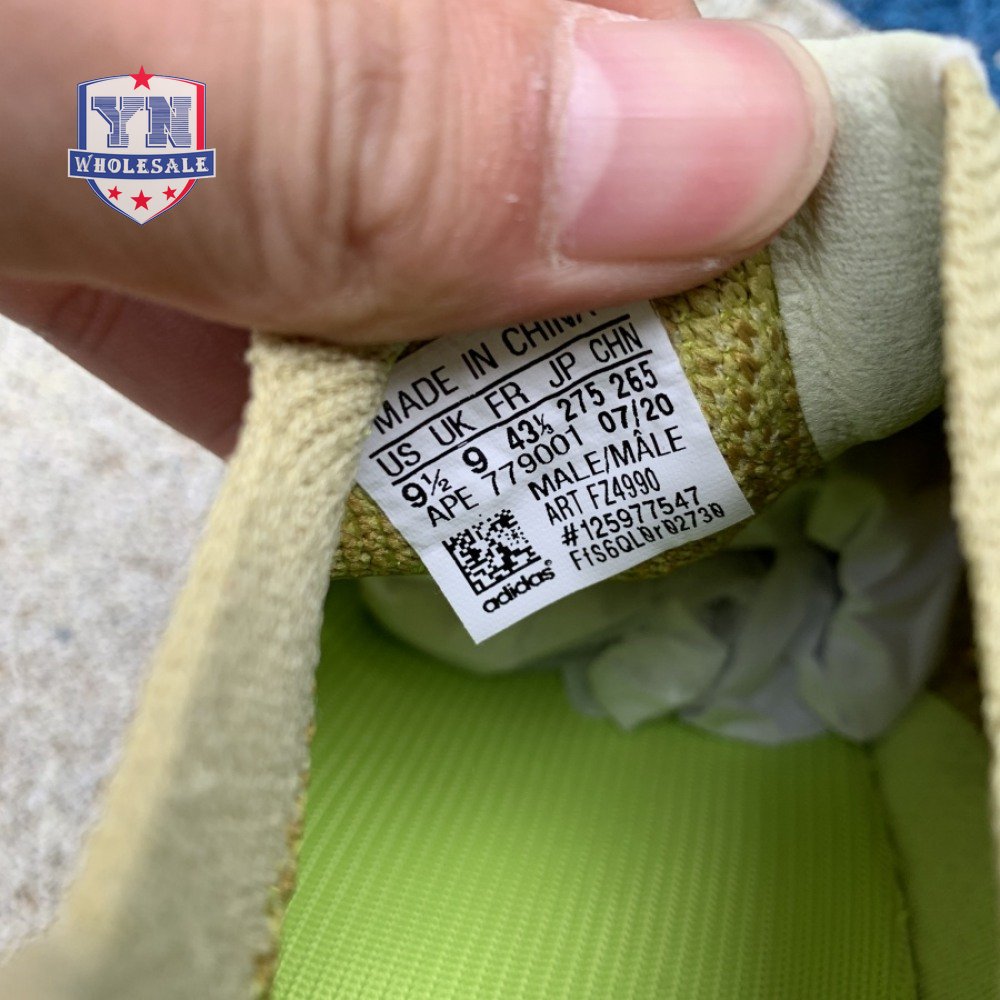 YN
WHOLESALE
MADE IN CHINA
US UK FR JP CHN
9½ 9 43⅓ 275 265
APE 779001 07/20
MALE/MÂLE
ART FZ4990
#125977547
FfS6QL0r02730
adidas®